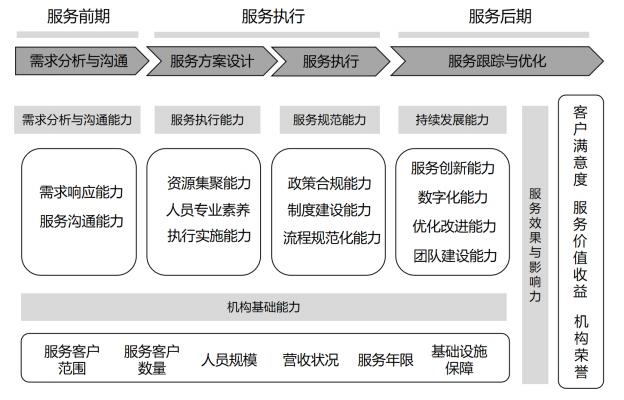 服务前期
服务执行
服务后期
需求分析与沟通
服务方案设计
服务执行
服务跟踪与优化
需求分析与沟通能力
服务执行能力
服务规范能力
持续发展能力
需求响应能力
服务沟通能力
资源集聚能力
人员专业素养
执行实施能力
政策合规能力
制度建设能力
流程规范化能力
服务创新能力
数字化能力
优化改进能力
团队建设能力
服务效果与影响力
客户满意度
服务价值收益
机构荣誉
机构基础能力
服务客户
范围
服务客户
数量
人员规模
营收状况
服务年限
基础设施
保障